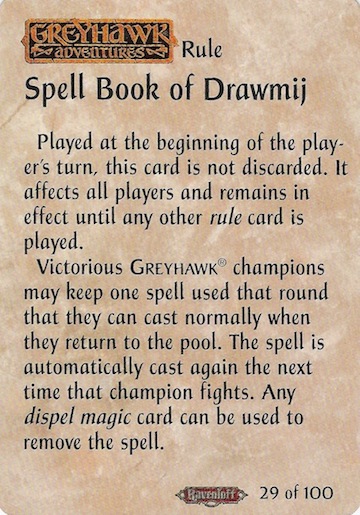 GREYHAWK
ADVENTURES
Rule
Spell Book of Drawmij
Played at the beginning of the play-
er's turn, this card is not discarded. It
affects all players and remains in
effect until any other rule card is
played.
Victorious GREYHAWK® champions
may keep one spell used that round
that they can cast normally when
they return to the pool. The spell is
automatically cast again the next
time that champion fights. Any
dispel magic card can be used to
remove the spell.
Ravenloft
29 of 100